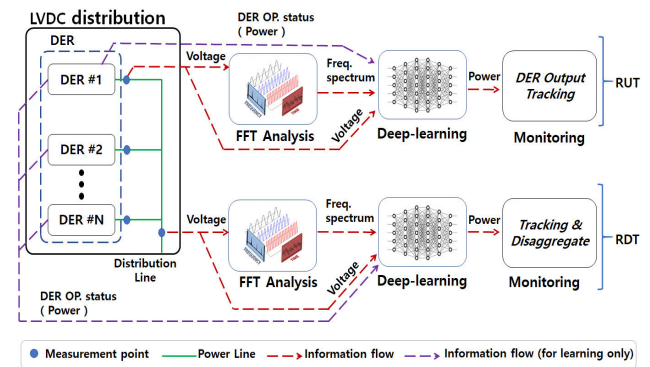 LVDC distribution
DER
DER #1
DER #2
DER #N
Distribution
Line
DER OP. status
( Power )
Voltage
FFT Analysis
Freq.
spectrum
Voltage
Deep-learning
Power
DER Output
Tracking
Monitoring
RUT
Voltage
FFT Analysis
Freq.
spectrum
Voltage
Deep-learning
Power
Tracking &
Disaggregate
Monitoring
RDT
DER OP. status
( Power )
Measurement point
Power Line
Information flow
Information flow (for learning only)